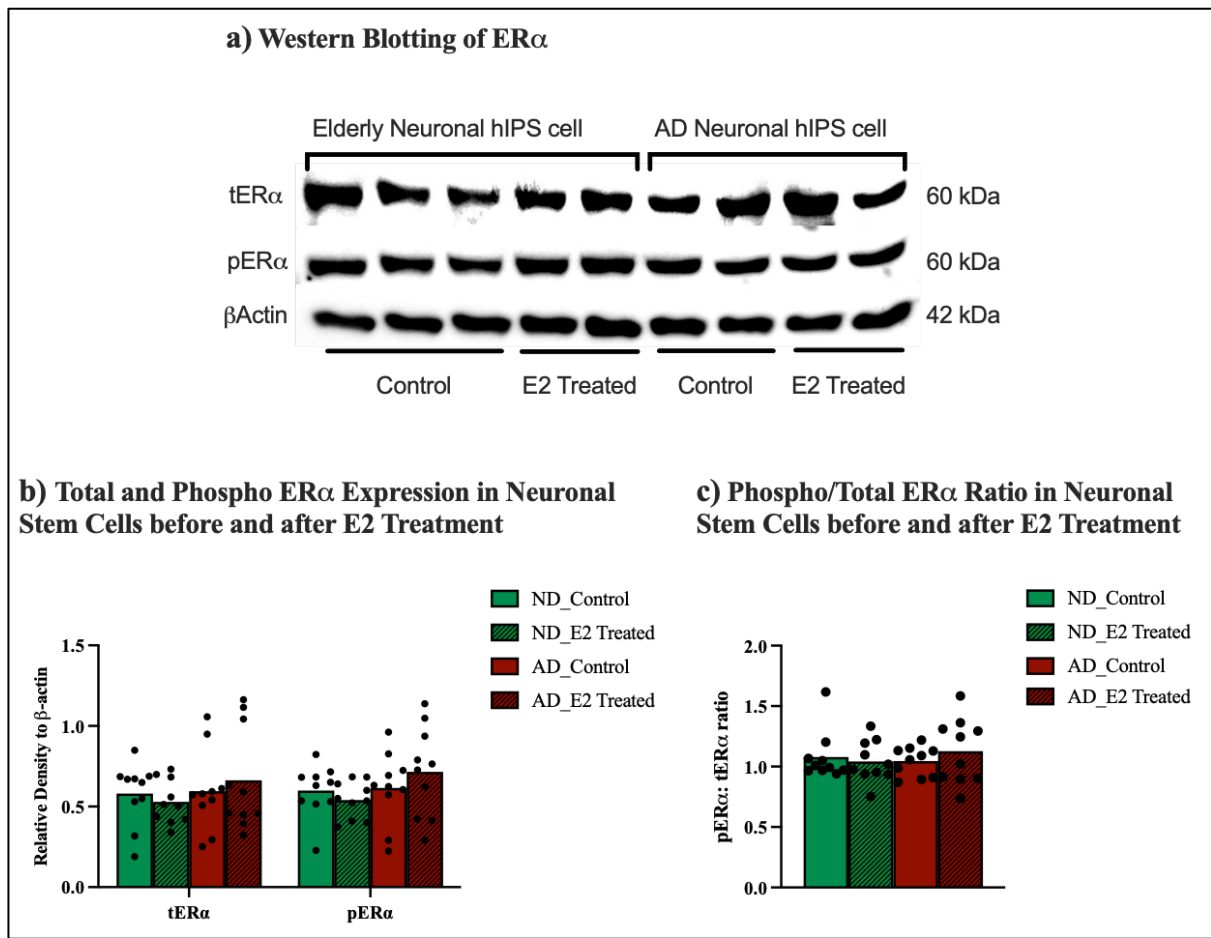 a) Western Blotting of ERα
Elderly Neuronal hIPS cell
AD Neuronal hIPS cell
tERα
60 kDa
pERα
60 kDa
βActin
42 kDa
Control
E2 Treated
Control
E2 Treated
b) Total and Phospho ERα Expression in Neuronal
Stem Cells before and after E2 Treatment
ND_Control
ND_E2 Treated
AD_Control
AD_E2 Treated
Relative Density to β-actin
1.5
1.0
0.5
0.0
tERα
pERα
c) Phospho/Total ERα Ratio in Neuronal
Stem Cells before and after E2 Treatment
ND_Control
ND_E2 Treated
AD_Control
AD_E2 Treated
pERα: tERα ratio
2.0
1.5
1.0
0.5
0.0